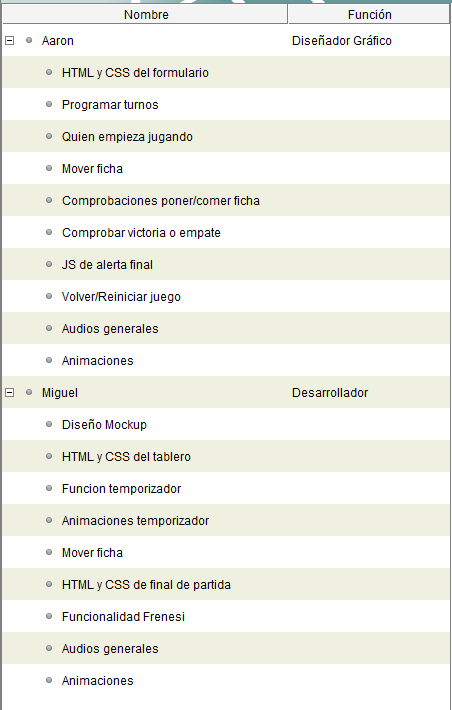 Nombre Función
Aaron Diseñador Gráfico
HTML y CSS del formulario
Programar turnos
Quien empieza jugando
Mover ficha
Comprobaciones poner/comer ficha
Comprobar victoria o empate
JS de alerta final
Volver/Reiniciar juego
Audios generales
Animaciones
Miguel Desarrollador
Diseño Mockup
HTML y CSS del tablero
Funcion temporizador
Animaciones temporizador
Mover ficha
HTML y CSS de final de partida
Funcionalidad Frenesi
Audios generales
Animaciones